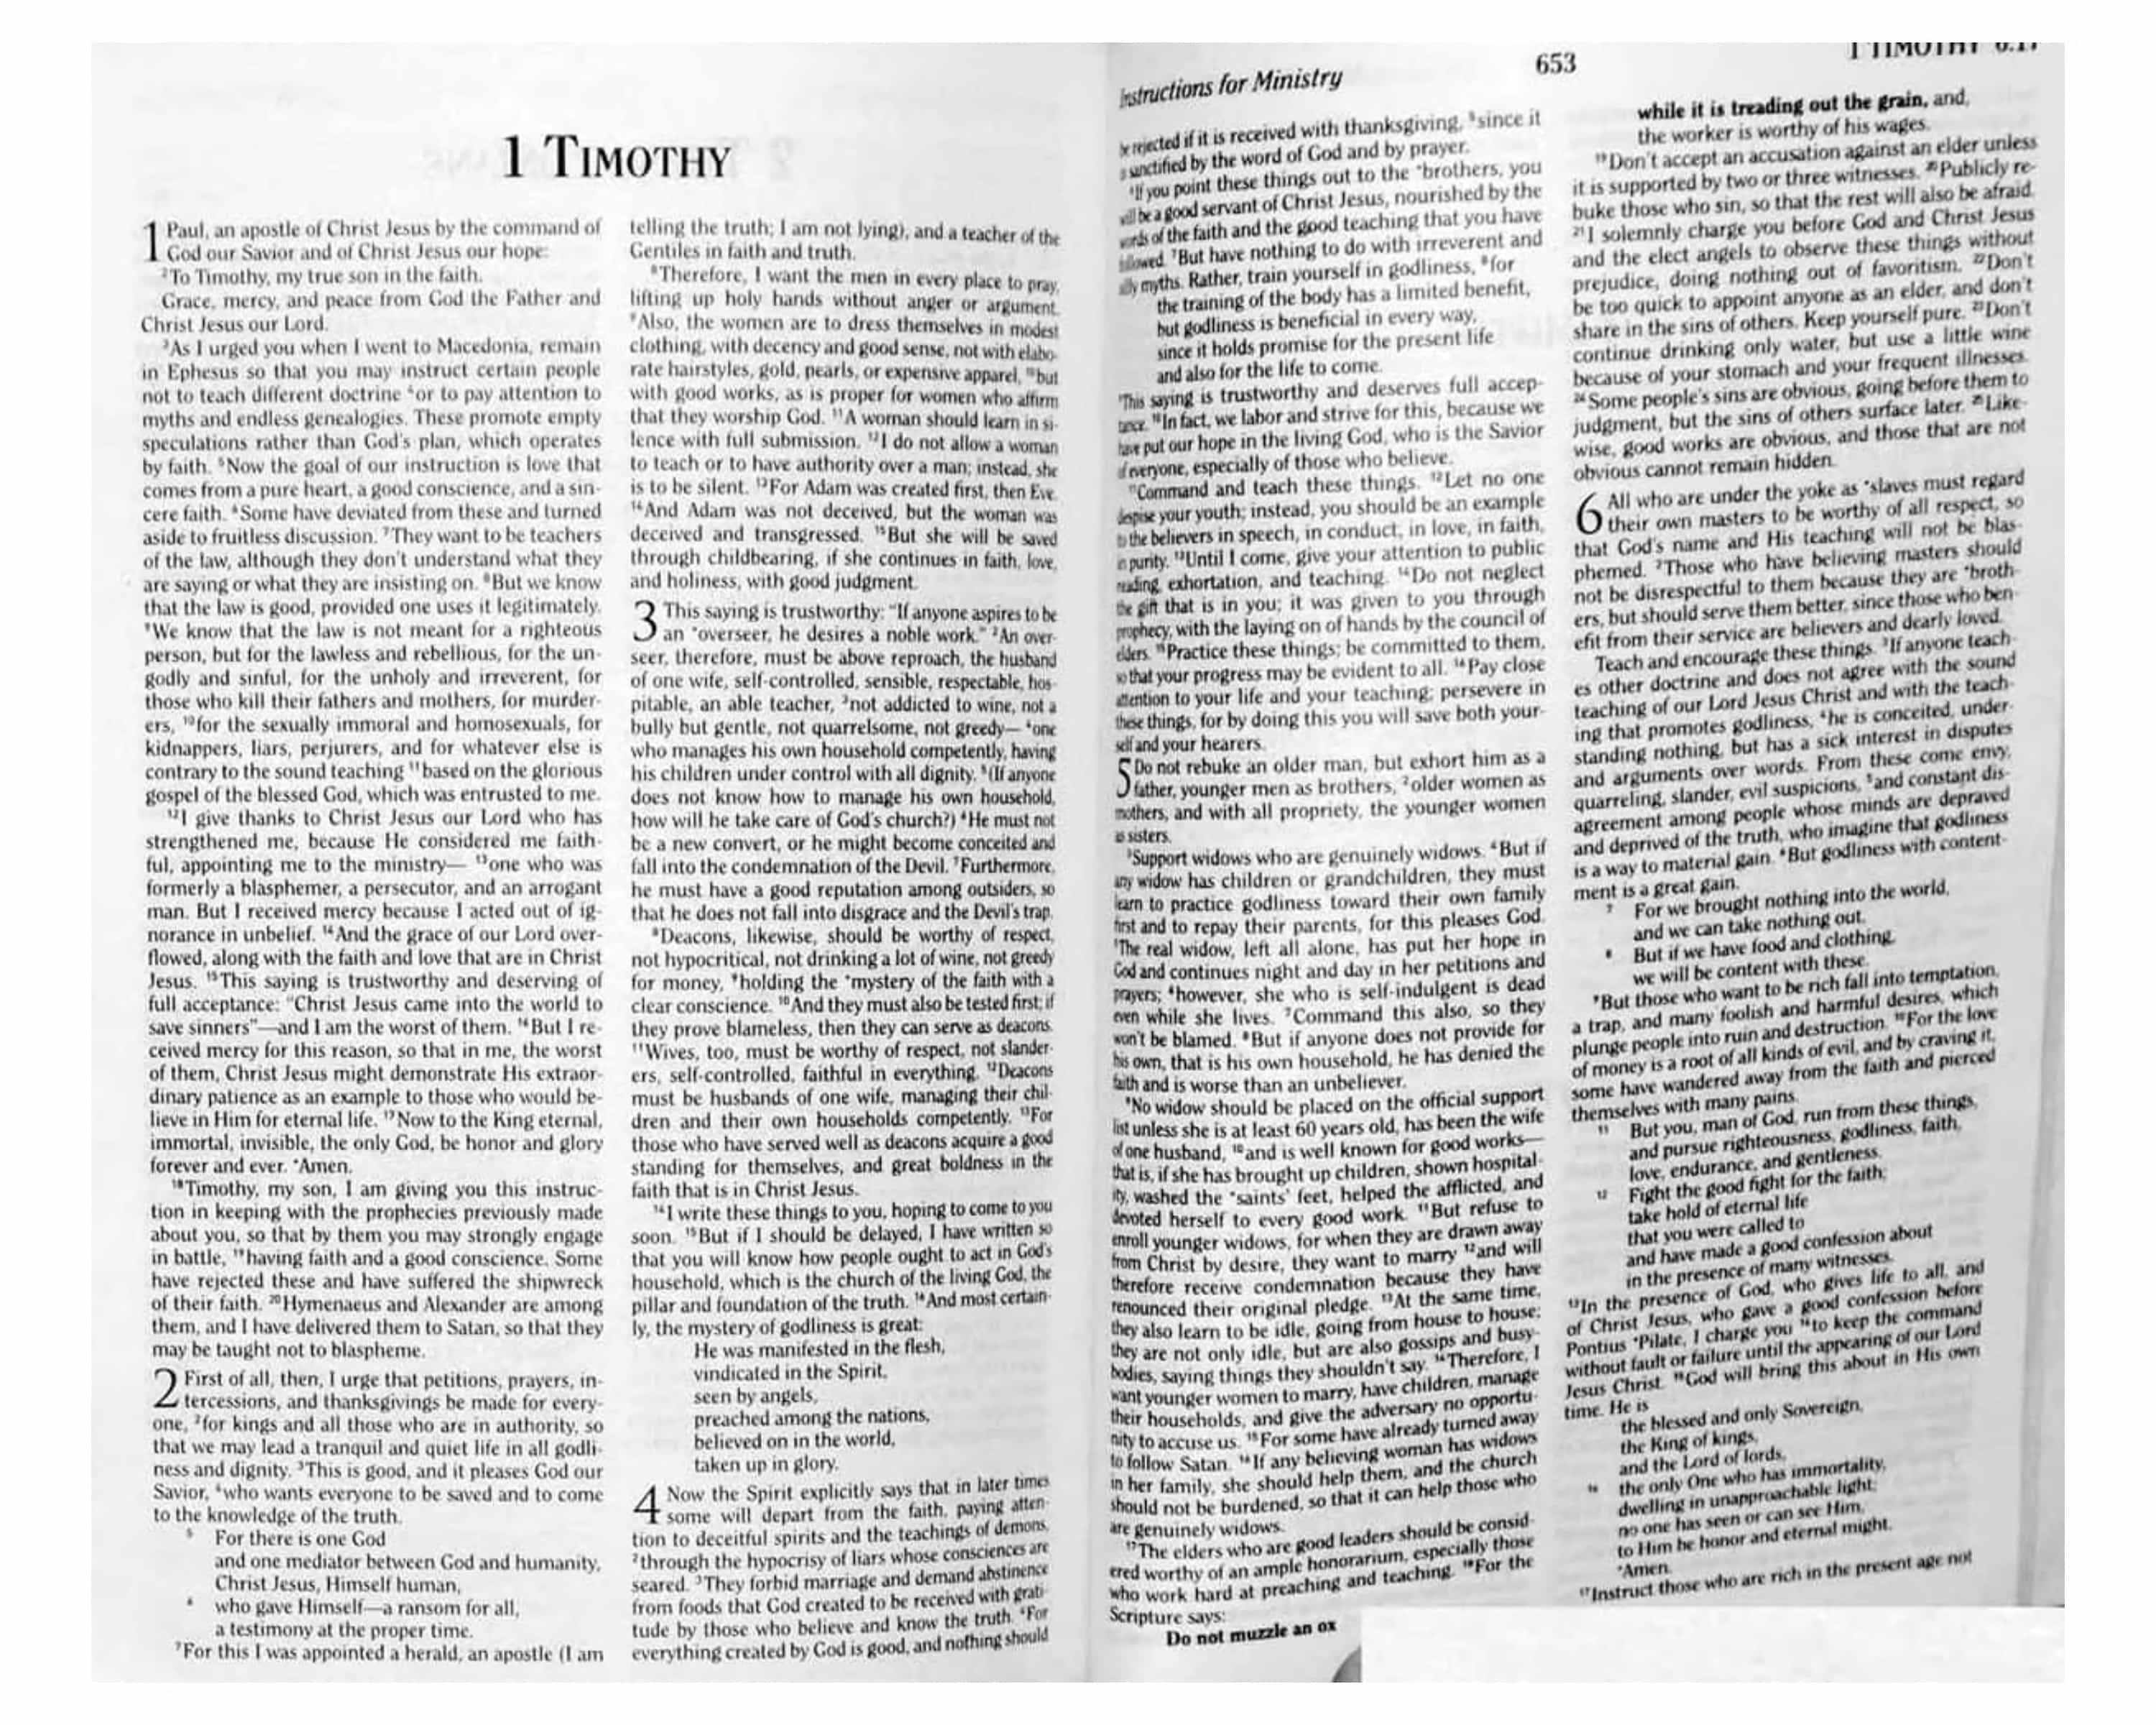 1 TIMOTHY
1 Paul, an apostle of Christ Jesus by the command of
God our Savior and of Christ Jesus our hope:
²To Timothy, my true son in the faith.
Grace, mercy, and peace from God the Father and
Christ Jesus our Lord.
³As I urged you when I went to Macedonia, remain
in Ephesus so that you may instruct certain people
not to teach different doctrine ⁴or to pay attention to
myths and endless genealogies. These promote empty
speculations rather than God's plan, which operates
by faith. ⁵Now the goal of our instruction is love that
comes from a pure heart, a good conscience, and a sin-
cere faith. ⁶Some have deviated from these and turned
aside to fruitless discussion. ⁷They want to be teachers
of the law, although they don't understand what they
are saying or what they are insisting on. ⁸But we know
that the law is good, provided one uses it legitimately.
⁹We know that the law is not meant for a righteous
person, but for the lawless and rebellious, for the un-
godly and sinful, for the unholy and irreverent, for
those who kill their fathers and mothers, for murder-
ers, ¹⁰for the sexually immoral and homosexuals, for
kidnappers, liars, perjurers, and for whatever else is
contrary to the sound teaching ¹¹based on the glorious
gospel of the blessed God, which was entrusted to me.
¹²I give thanks to Christ Jesus our Lord who has
strengthened me, because He considered me faith-
ful, appointing me to the ministry— ¹³one who was
formerly a blasphemer, a persecutor, and an arrogant
man. But I received mercy because I acted out of ig-
norance in unbelief. ¹⁴And the grace of our Lord over-
flowed, along with the faith and love that are in Christ
Jesus. ¹⁵This saying is trustworthy and deserving of
full acceptance: "Christ Jesus came into the world to
save sinners"—and I am the worst of them. ¹⁶But I re-
ceived mercy for this reason, so that in me, the worst
of them, Christ Jesus might demonstrate His extraor-
dinary patience as an example to those who would be-
lieve in Him for eternal life. ¹⁷Now to the King eternal,
immortal, invisible, the only God, be honor and glory
forever and ever. *Amen.
¹⁸Timothy, my son, I am giving you this instruc-
tion in keeping with the prophecies previously made
about you, so that by them you may strongly engage
in battle, ¹⁹having faith and a good conscience. Some
have rejected these and have suffered the shipwreck
of their faith. ²⁰Hymenaeus and Alexander are among
them, and I have delivered them to Satan, so that they
may be taught not to blaspheme.
2 First of all, then, I urge that petitions, prayers, in-
tercessions, and thanksgivings be made for every-
one, ²for kings and all those who are in authority, so
that we may lead a tranquil and quiet life in all godli-
ness and dignity. ³This is good, and it pleases God our
Savior, ⁴who wants everyone to be saved and to come
to the knowledge of the truth.
⁵ For there is one God
and one mediator between God and humanity,
Christ Jesus, Himself human,
⁶ who gave Himself—a ransom for all,
a testimony at the proper time.
⁷For this I was appointed a herald, an apostle (I am
telling the truth; I am not lying), and a teacher of the
Gentiles in faith and truth.
⁸Therefore, I want the men in every place to pray,
lifting up holy hands without anger or argument.
⁹Also, the women are to dress themselves in modest
clothing, with decency and good sense, not with elabo-
rate hairstyles, gold, pearls, or expensive apparel, ¹⁰but
with good works, as is proper for women who affirm
that they worship God. ¹¹A woman should learn in si-
lence with full submission. ¹²I do not allow a woman
to teach or to have authority over a man; instead, she
is to be silent. ¹³For Adam was created first, then Eve.
¹⁴And Adam was not deceived, but the woman was
deceived and transgressed. ¹⁵But she will be saved
through childbearing, if she continues in faith, love,
and holiness, with good judgment.
3 This saying is trustworthy: "If anyone aspires to be
an *overseer, he desires a noble work." ²An over-
seer, therefore, must be above reproach, the husband
of one wife, self-controlled, sensible, respectable, hos-
pitable, an able teacher, ³not addicted to wine, not a
bully but gentle, not quarrelsome, not greedy— ⁴one
who manages his own household competently, having
his children under control with all dignity. ⁵(If anyone
does not know how to manage his own household,
how will he take care of God's church?) ⁶He must not
be a new convert, or he might become conceited and
fall into the condemnation of the Devil. ⁷Furthermore,
he must have a good reputation among outsiders, so
that he does not fall into disgrace and the Devil's trap.
⁸Deacons, likewise, should be worthy of respect,
not hypocritical, not drinking a lot of wine, not greedy
for money, ⁹holding the *mystery of the faith with a
clear conscience. ¹⁰And they must also be tested first; if
they prove blameless, then they can serve as deacons.
¹¹Wives, too, must be worthy of respect, not slander-
ers, self-controlled, faithful in everything. ¹²Deacons
must be husbands of one wife, managing their chil-
dren and their own households competently. ¹³For
those who have served well as deacons acquire a good
standing for themselves, and great boldness in the
faith that is in Christ Jesus.
¹⁴I write these things to you, hoping to come to you
soon. ¹⁵But if I should be delayed, I have written so
that you will know how people ought to act in God's
household, which is the church of the living God, the
pillar and foundation of the truth. ¹⁶And most certain-
ly, the mystery of godliness is great:
He was manifested in the flesh,
vindicated in the Spirit,
seen by angels,
preached among the nations,
believed on in the world,
taken up in glory.
4 Now the Spirit explicitly says that in later times
some will depart from the faith, paying atten-
tion to deceitful spirits and the teachings of demons,
²through the hypocrisy of liars whose consciences are
seared. ³They forbid marriage and demand abstinence
from foods that God created to be received with grati-
tude by those who believe and know the truth. ⁴For
everything created by God is good, and nothing should
Instructions for Ministry
653
1 TIMOTHY 6:17
be rejected if it is received with thanksgiving, ⁵since it
is sanctified by the word of God and by prayer.
⁶If you point these things out to the *brothers, you
will be a good servant of Christ Jesus, nourished by the
words of the faith and the good teaching that you have
followed. ⁷But have nothing to do with irreverent and
silly myths. Rather, train yourself in godliness, ⁸for
the training of the body has a limited benefit,
but godliness is beneficial in every way,
since it holds promise for the present life
and also for the life to come.
⁹This saying is trustworthy and deserves full accep-
tance. ¹⁰In fact, we labor and strive for this, because we
have put our hope in the living God, who is the Savior
of everyone, especially of those who believe.
¹¹Command and teach these things. ¹²Let no one
despise your youth; instead, you should be an example
to the believers in speech, in conduct, in love, in faith,
in purity. ¹³Until I come, give your attention to public
reading, exhortation, and teaching. ¹⁴Do not neglect
the gift that is in you; it was given to you through
prophecy, with the laying on of hands by the council of
elders. ¹⁵Practice these things; be committed to them,
so that your progress may be evident to all. ¹⁶Pay close
attention to your life and your teaching; persevere in
these things, for by doing this you will save both your-
self and your hearers.
5 Do not rebuke an older man, but exhort him as a
father, younger men as brothers, ²older women as
mothers, and with all propriety, the younger women
as sisters.
³Support widows who are genuinely widows. ⁴But if
any widow has children or grandchildren, they must
learn to practice godliness toward their own family
first and to repay their parents, for this pleases God.
⁵The real widow, left all alone, has put her hope in
God and continues night and day in her petitions and
prayers; ⁶however, she who is self-indulgent is dead
even while she lives. ⁷Command this also, so they
won't be blamed. ⁸But if anyone does not provide for
his own, that is his own household, he has denied the
faith and is worse than an unbeliever.
⁹No widow should be placed on the official support
list unless she is at least 60 years old, has been the wife
of one husband, ¹⁰and is well known for good works—
that is, if she has brought up children, shown hospital-
ity, washed the *saints' feet, helped the afflicted, and
devoted herself to every good work. ¹¹But refuse to
enroll younger widows, for when they are drawn away
from Christ by desire, they want to marry ¹²and will
therefore receive condemnation because they have
renounced their original pledge. ¹³At the same time,
they also learn to be idle, going from house to house;
they are not only idle, but are also gossips and busy-
bodies, saying things they shouldn't say. ¹⁴Therefore, I
want younger women to marry, have children, manage
their households, and give the adversary no opportu-
nity to accuse us. ¹⁵For some have already turned away
to follow Satan. ¹⁶If any believing woman has widows
in her family, she should help them, and the church
should not be burdened, so that it can help those who
are genuinely widows.
¹⁷The elders who are good leaders should be consid-
ered worthy of an ample honorarium, especially those
who work hard at preaching and teaching. ¹⁸For the
Scripture says:
Do not muzzle an ox
while it is treading out the grain, and,
the worker is worthy of his wages.
¹⁹Don't accept an accusation against an elder unless
it is supported by two or three witnesses. ²⁰Publicly re-
buke those who sin, so that the rest will also be afraid.
²¹I solemnly charge you before God and Christ Jesus
and the elect angels to observe these things without
prejudice, doing nothing out of favoritism. ²²Don't
be too quick to appoint anyone as an elder, and don't
share in the sins of others. Keep yourself pure. ²³Don't
continue drinking only water, but use a little wine
because of your stomach and your frequent illnesses.
²⁴Some people's sins are obvious, going before them to
judgment, but the sins of others surface later. ²⁵Like-
wise, good works are obvious, and those that are not
obvious cannot remain hidden.
6 All who are under the yoke as *slaves must regard
their own masters to be worthy of all respect, so
that God's name and His teaching will not be blas-
phemed. ²Those who have believing masters should
not be disrespectful to them because they are *broth-
ers, but should serve them better, since those who ben-
efit from their service are believers and dearly loved.
Teach and encourage these things. ³If anyone teach-
es other doctrine and does not agree with the sound
teaching of our Lord Jesus Christ and with the teach-
ing that promotes godliness, ⁴he is conceited, under-
standing nothing, but has a sick interest in disputes
and arguments over words. From these come envy,
quarreling, slander, evil suspicions, ⁵and constant dis-
agreement among people whose minds are depraved
and deprived of the truth, who imagine that godliness
is a way to material gain. ⁶But godliness with content-
ment is a great gain.
⁷ For we brought nothing into the world,
and we can take nothing out.
⁸ But if we have food and clothing,
we will be content with these.
⁹But those who want to be rich fall into temptation,
a trap, and many foolish and harmful desires, which
plunge people into ruin and destruction. ¹⁰For the love
of money is a root of all kinds of evil, and by craving it,
some have wandered away from the faith and pierced
themselves with many pains.
¹¹ But you, man of God, run from these things,
and pursue righteousness, godliness, faith,
love, endurance, and gentleness.
¹² Fight the good fight for the faith;
take hold of eternal life
that you were called to
and have made a good confession about
in the presence of many witnesses.
¹³In the presence of God, who gives life to all, and
of Christ Jesus, who gave a good confession before
Pontius *Pilate, I charge you ¹⁴to keep the command
without fault or failure until the appearing of our Lord
Jesus Christ. ¹⁵God will bring this about in His own
time. He is
the blessed and only Sovereign,
the King of kings,
and the Lord of lords,
¹⁶ the only One who has immortality,
dwelling in unapproachable light;
no one has seen or can see Him,
to Him be honor and eternal might.
*Amen.
¹⁷Instruct those who are rich in the present age not